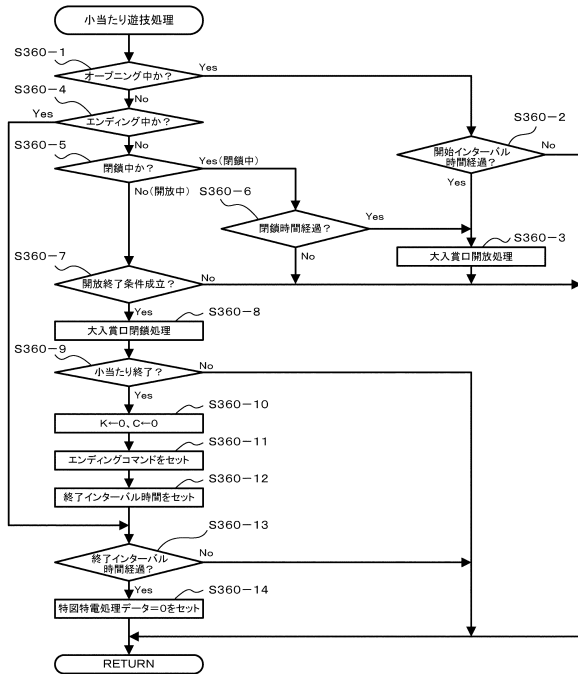 小当たり遊技処理
S360-1
オープニング中か?
Yes
No
S360-4
Yes
エンディング中か?
No
S360-2
開始インターバル
時間経過?
No
Yes
S360-5
閉鎖中か?
Yes(閉鎖中)
No(開放中)
S360-6
閉鎖時間経過?
Yes
No
S360-3
大入賞口開放処理
S360-7
開放終了条件成立?
No
Yes
S360-8
大入賞口閉鎖処理
S360-9
小当たり終了?
No
Yes
S360-10
K←0、C←0
S360-11
エンディングコマンドをセット
S360-12
終了インターバル時間をセット
S360-13
終了インターバル
時間経過?
No
Yes
S360-14
特図特電処理データ=0をセット
RETURN